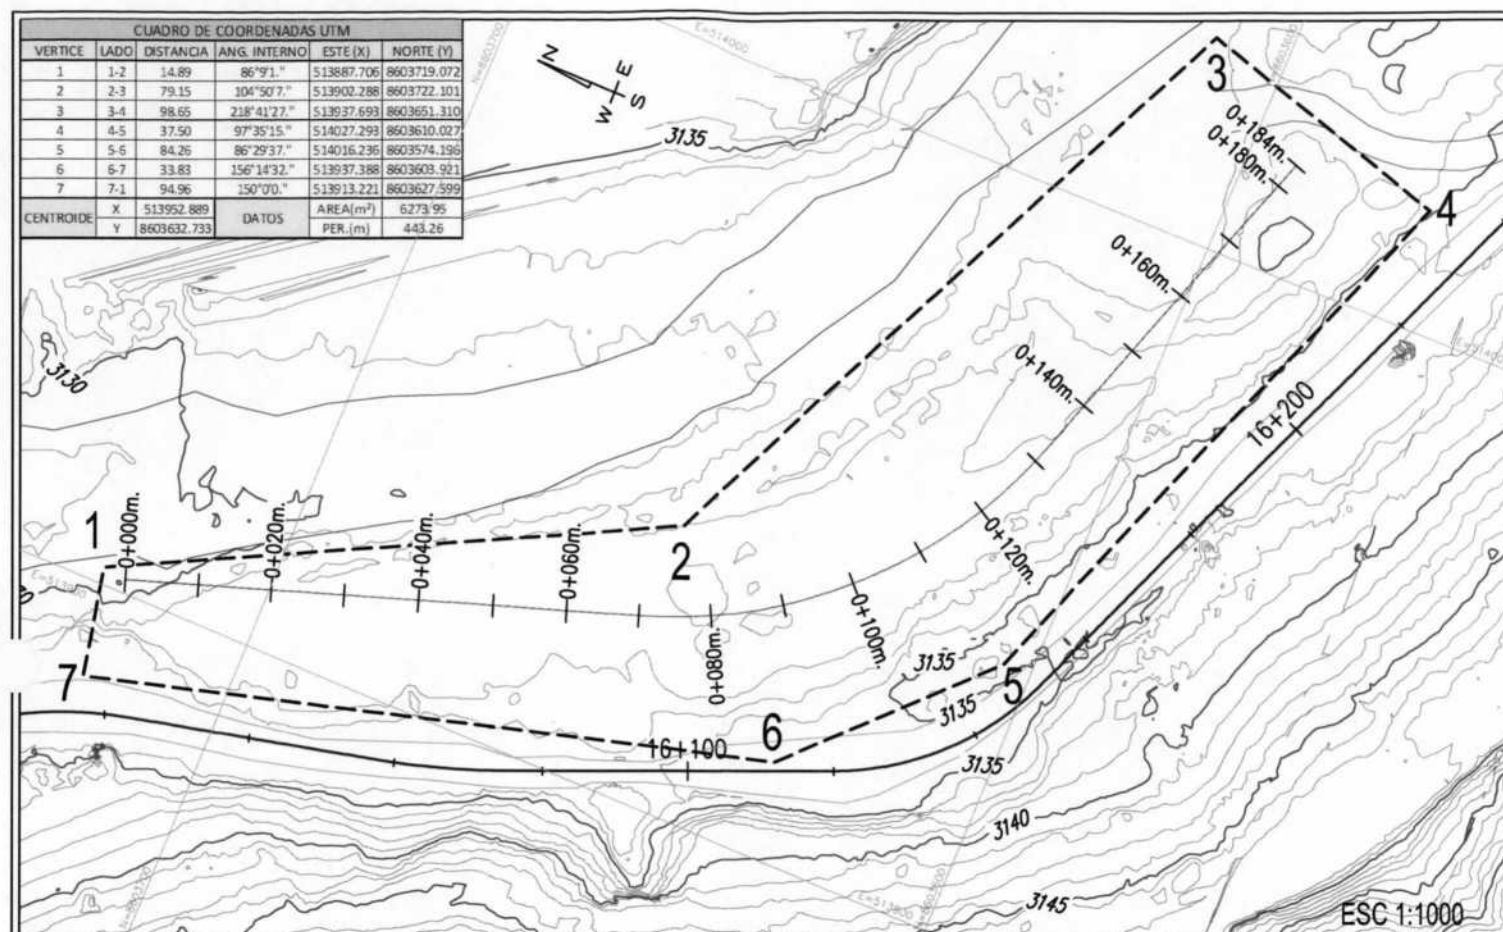 CUADRO DE COORDENADAS UTM
VERTICE LADO DISTANCIA ANG. INTERNO ESTE (X) NORTE (Y)
1 1-2 14.89 86°9'1." 513887.706 8603719.072
2 2-3 79.15 104°50'7." 513902.288 8603722.101
3 3-4 98.65 218°41'27." 513937.693 8603651.310
4 4-5 37.50 97°35'15." 514027.293 8603610.027
5 5-6 84.26 86°29'37." 514016.236 8603574.196
6 6-7 33.83 156°14'32." 513937.388 8603603.921
7 7-1 94.96 150°0'0." 513913.221 8603627.599
CENTROIDE X 513952.889 DATOS AREA(m²) 6273.95
Y 8603632.733 PER.(m) 443.26
N
E
W
S
E=514000
N=8603700
3135
3
0+184m.
0+180m.
4
0+160m.
0+140m.
3130
16+200
1
0+000m.
0+020m.
0+040m.
0+060m.
2
0+120m.
0+100m.
0+080m.
7
3135
5
3135
6
16+100
3135
3140
3145
ESC 1:1000